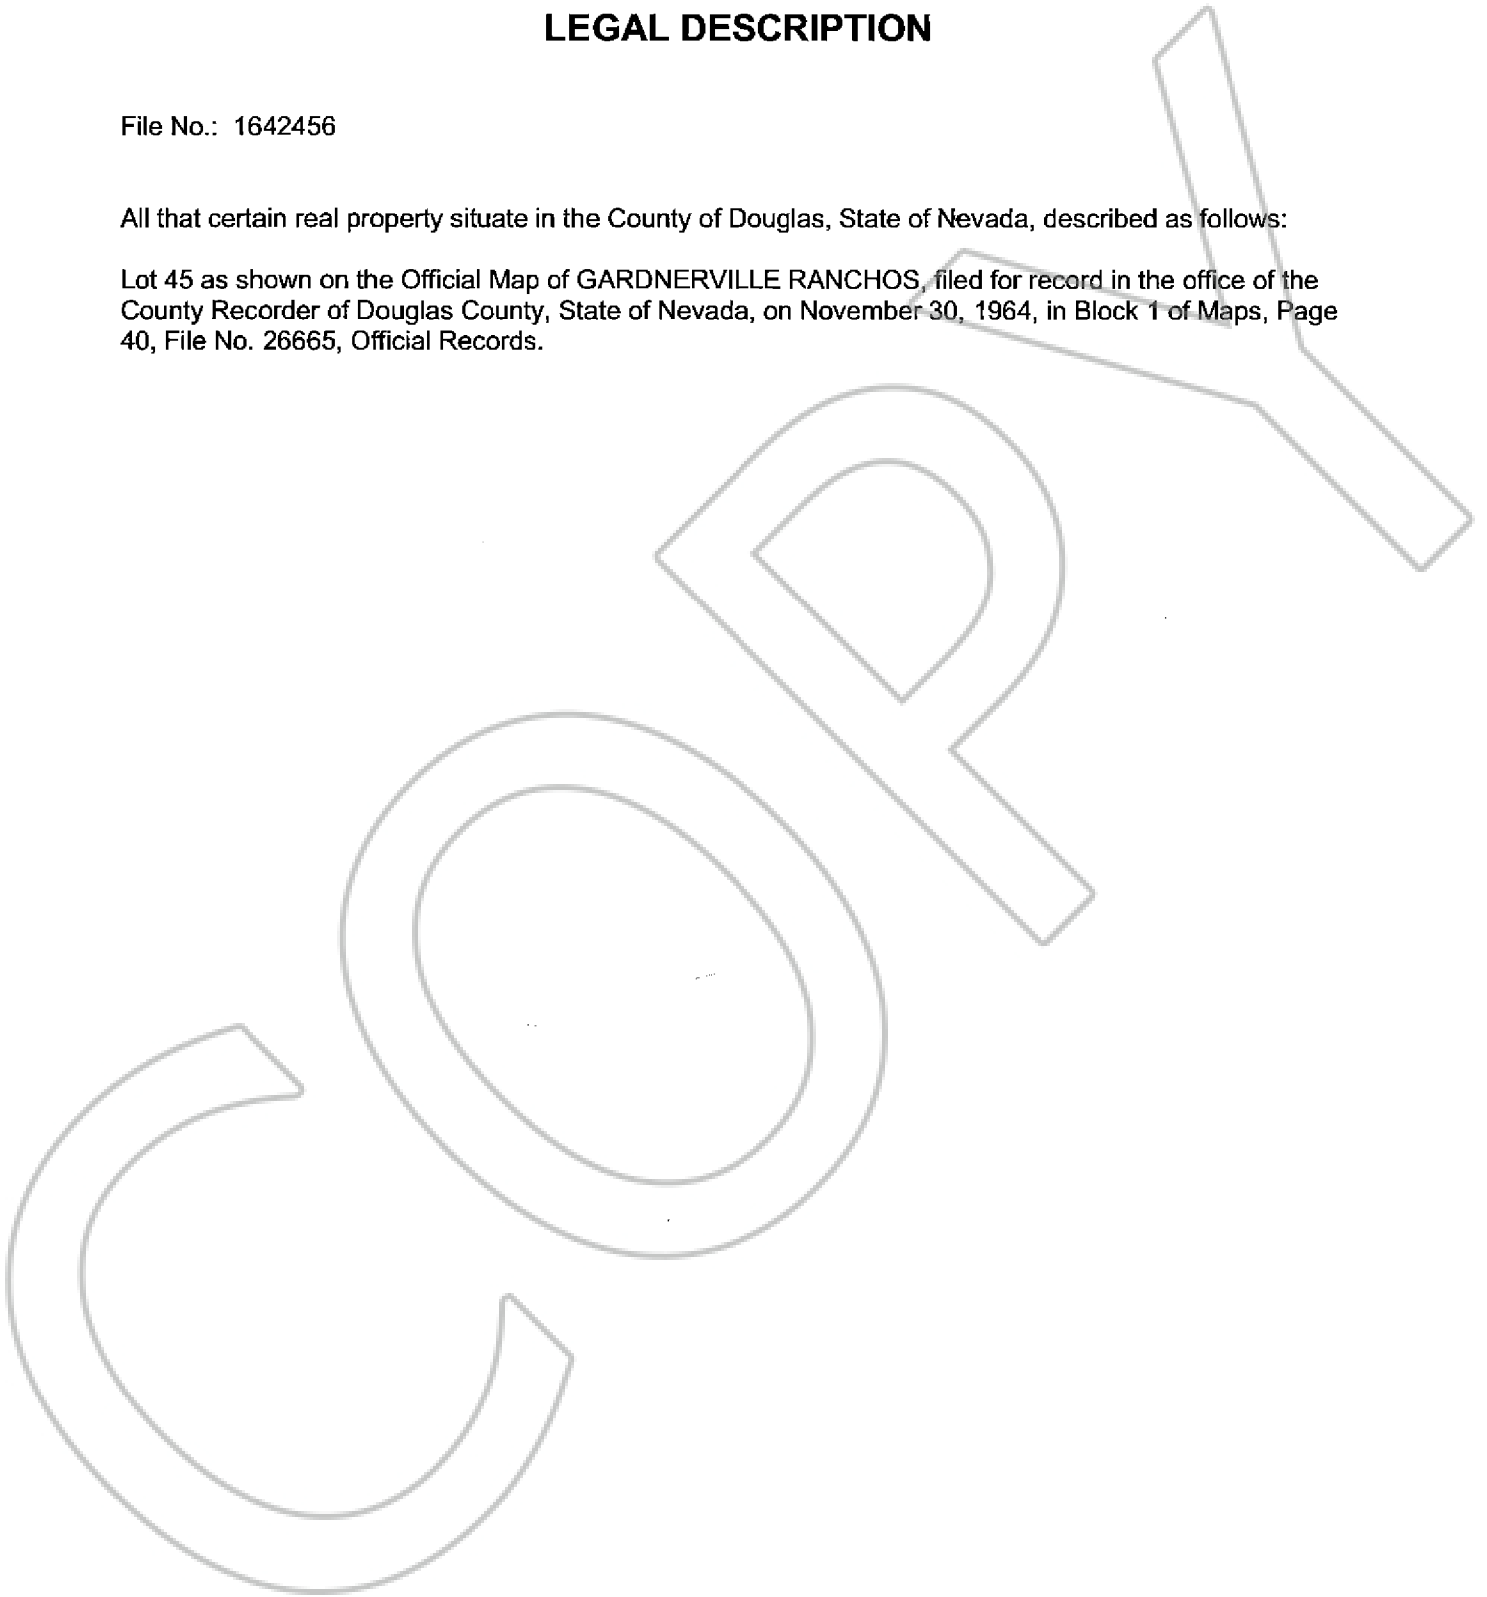 LEGAL DESCRIPTION
File No.: 1642456
All that certain real property situate in the County of Douglas, State of Nevada, described as follows:
Lot 45 as shown on the Official Map of GARDNERVILLE RANCHOS, filed for record in the office of the
County Recorder of Douglas County, State of Nevada, on November 30, 1964, in Block 1 of Maps, Page
40, File No. 26665, Official Records.
COPY